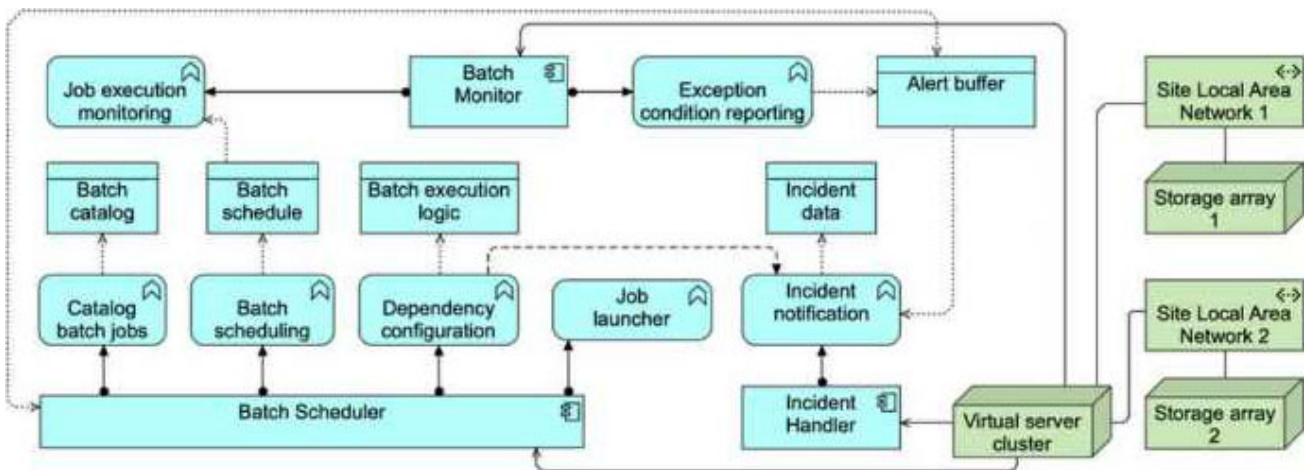 Job execution
monitoring
Batch
Monitor
Exception
condition reporting
Alert buffer
Site Local Area
Network 1
Batch
catalog
Batch
schedule
Batch execution
logic
Incident
data
Storage array
1
Catalog
batch jobs
Batch
scheduling
Dependency
configuration
Job
launcher
Incident
notification
Site Local Area
Network 2
Batch Scheduler
Incident
Handler
Virtual server
cluster
Storage array
2